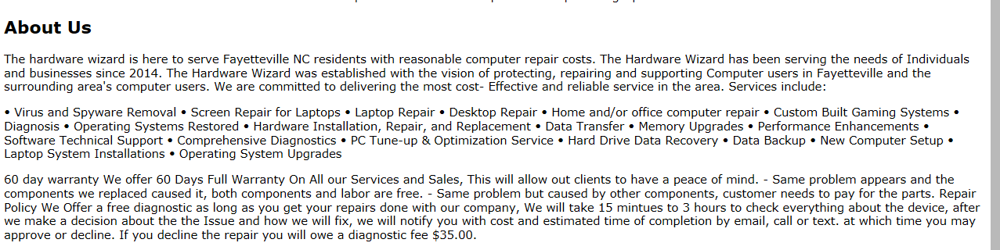 About Us
The hardware wizard is here to serve Fayetteville NC residents with reasonable computer repair costs. The Hardware Wizard has been serving the needs of Individuals
and businesses since 2014. The Hardware Wizard was established with the vision of protecting, repairing and supporting Computer users in Fayetteville and the
surrounding area's computer users. We are committed to delivering the most cost- Effective and reliable service in the area. Services include:
• Virus and Spyware Removal • Screen Repair for Laptops • Laptop Repair • Desktop Repair • Home and/or office computer repair • Custom Built Gaming Systems •
Diagnosis • Operating Systems Restored • Hardware Installation, Repair, and Replacement • Data Transfer • Memory Upgrades • Performance Enhancements •
Software Technical Support • Comprehensive Diagnostics • PC Tune-up & Optimization Service • Hard Drive Data Recovery • Data Backup • New Computer Setup •
Laptop System Installations • Operating System Upgrades
60 day warranty We offer 60 Days Full Warranty On All our Services and Sales, This will allow out clients to have a peace of mind. - Same problem appears and the
components we replaced caused it, both components and labor are free. - Same problem but caused by other components, customer needs to pay for the parts. Repair
Policy We Offer a free diagnostic as long as you get your repairs done with our company, We will take 15 mintues to 3 hours to check everything about the device, after
we make a decision about the the Issue and how we will fix, we will notify you with cost and estimated time of completion by email, call or text. at which time you may
approve or decline. If you decline the repair you will owe a diagnostic fee $35.00.